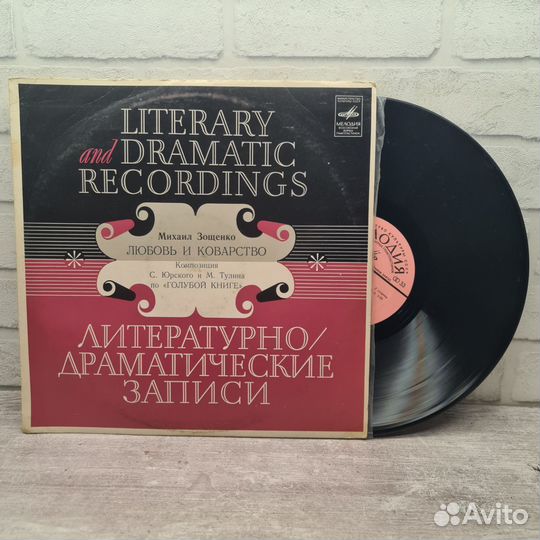 LITERARY
and DRAMATIC
RECORDINGS
МЕЛОДИЯ
Михаил Зощенко
ЛЮБОВЬ И КОВАРСТВО
Композиция
С. Юрского и М. Тулина
по «ГОЛУБОЙ КНИГЕ»
ЛИТЕРАТУРНО/
ДРАМАТИЧЕСКИЕ
ЗАПИСИ
Avito